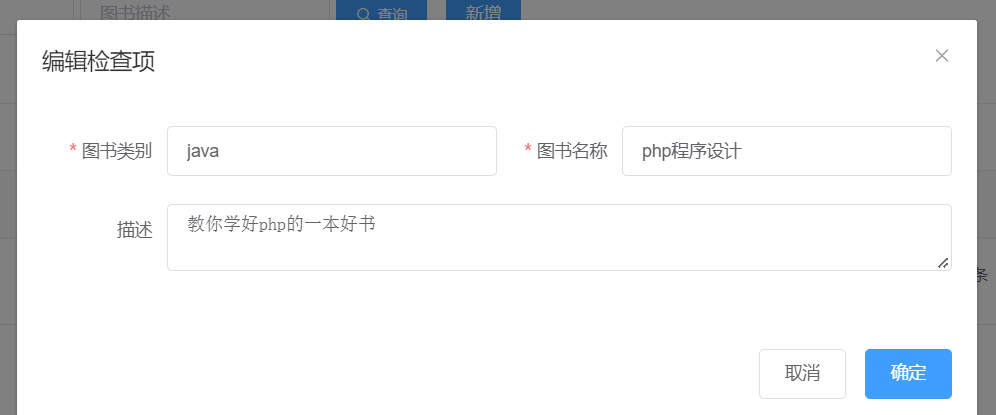 图书描述 查询 新增
编辑检查项
* 图书类别 java * 图书名称 php程序设计
描述 教你学好php的一本好书
条
取消 确定